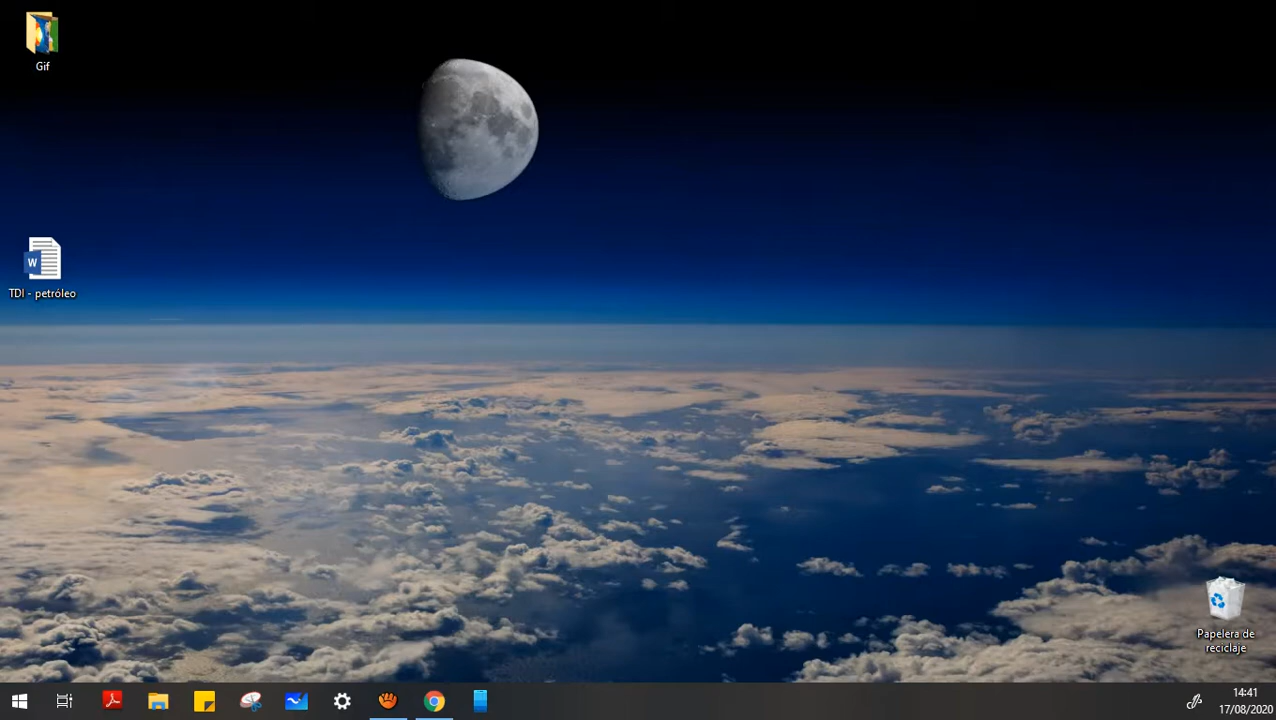 Gif
TDI - petróleo
Papelera de
reciclaje
14:41
17/08/2020